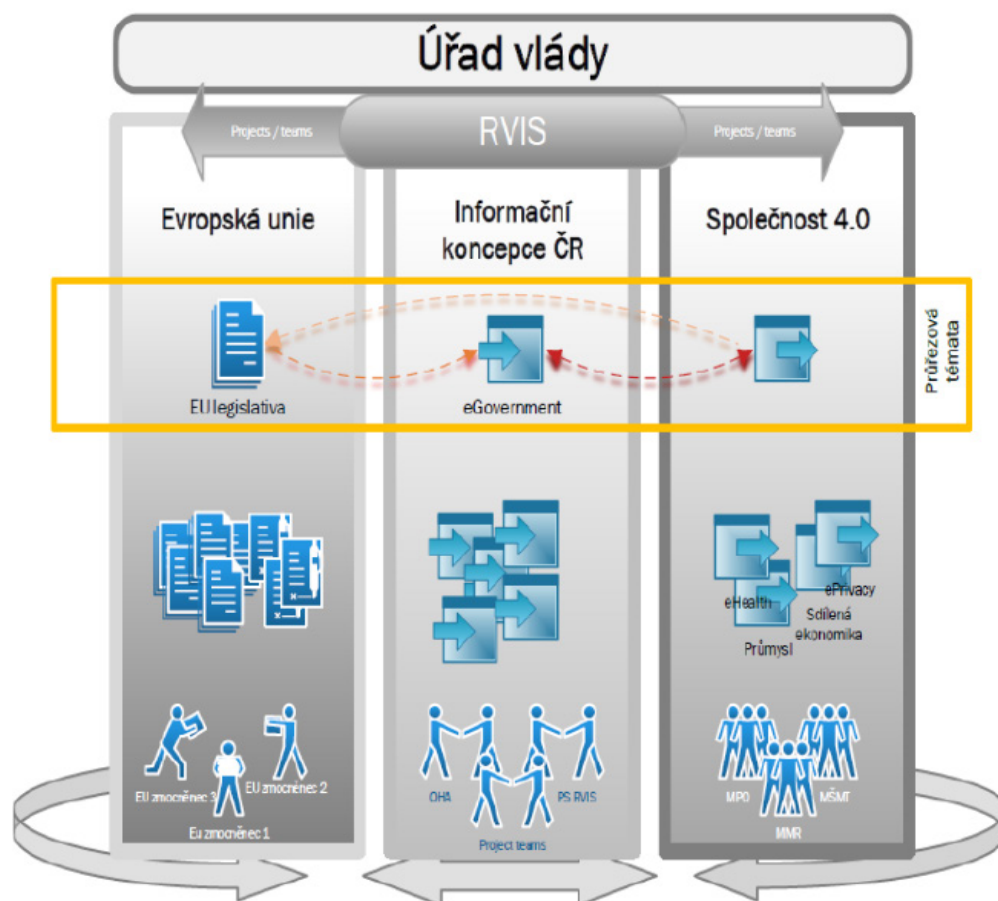 Úřad vlády
Projects / teams
RVIS
Projects / teams
Evropská unie
Informační
koncepce ČR
Společnost 4.0
Průřezová
témata
EU legislativa
eGovernment
eHealth
ePrivacy
Sdílená
ekonomika
Průmysl
EU zmocněnec 3
EU zmocněnec 2
Eu zmocněnec 1
OHA
PS RVIS
Project teams
MPO
MŠMT
MMR